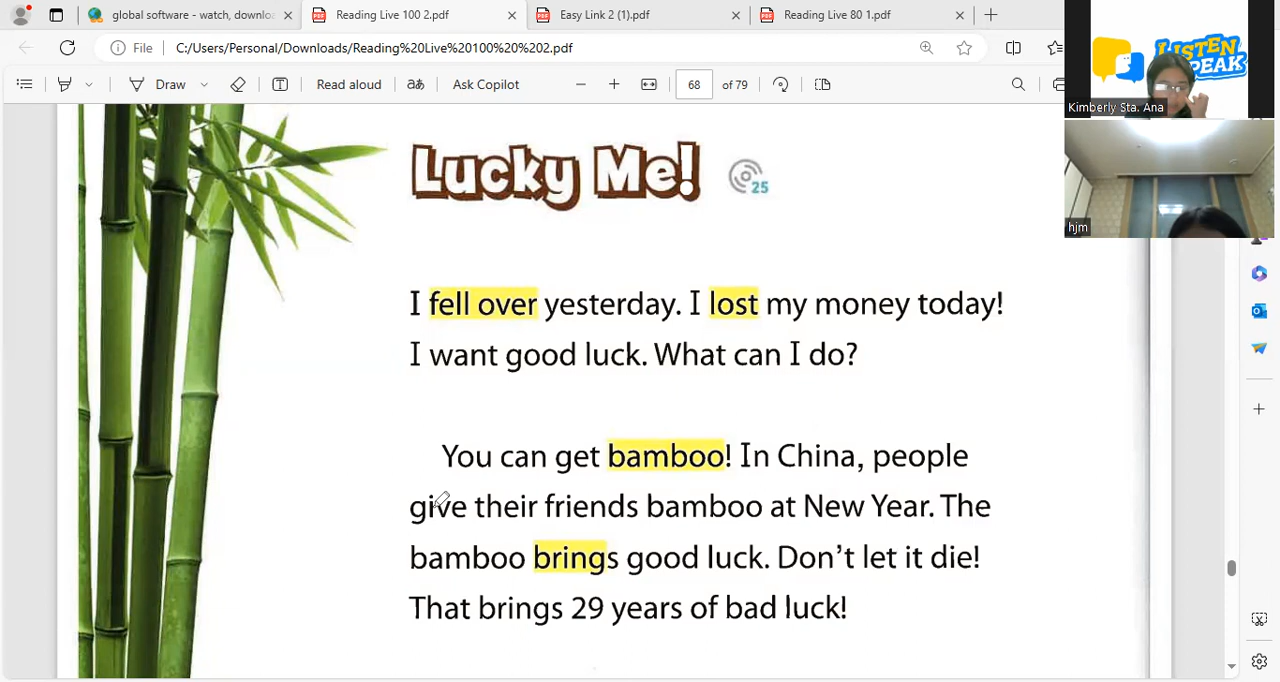 global software - watch, downlo
Reading Live 100 2.pdf
Easy Link 2 (1).pdf
Reading Live 80 1.pdf
File
C:/Users/Personal/Downloads/Reading%20Live%20100%20%202.pdf
Draw
Read aloud
aあ
Ask Copilot
68
of 79
LISTEN
SPEAK
Kimberly Sta. Ana
hjm
Lucky Me!
25
I fell over yesterday. I lost my money today!
I want good luck. What can I do?
You can get bamboo! In China, people
give their friends bamboo at New Year. The
bamboo brings good luck. Don't let it die!
That brings 29 years of bad luck!